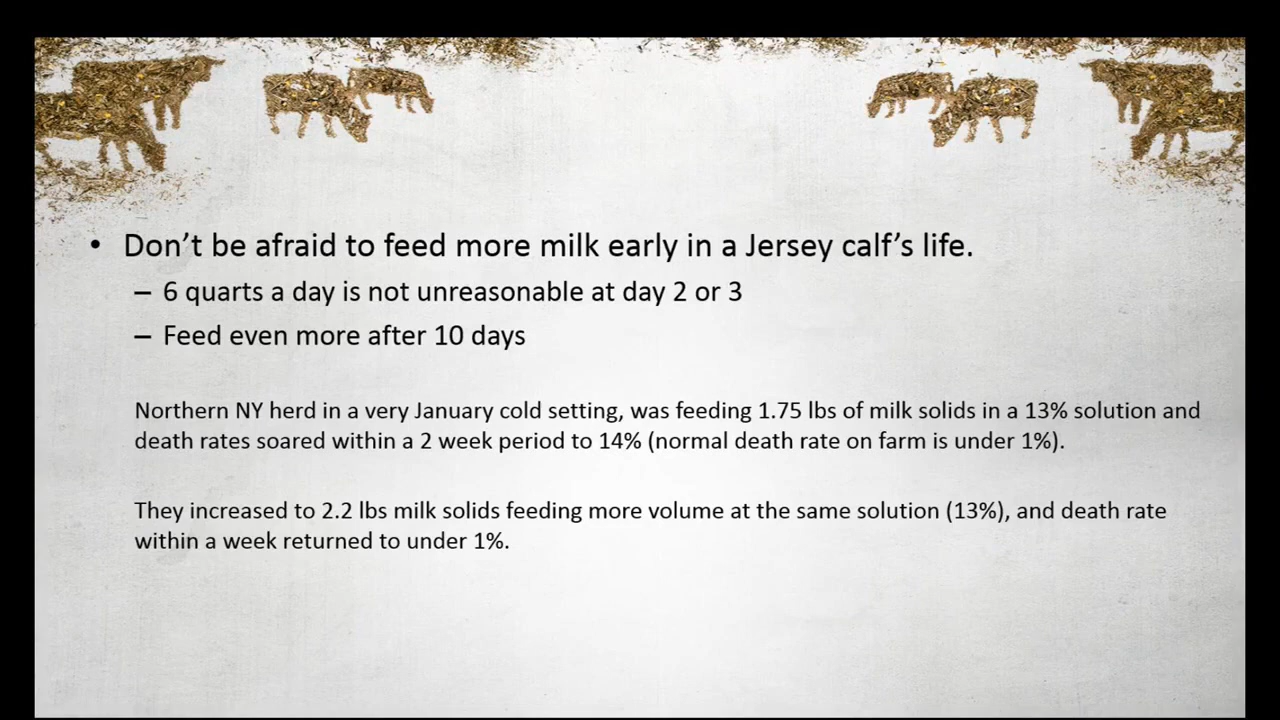 • Don’t be afraid to feed more milk early in a Jersey calf’s life.
– 6 quarts a day is not unreasonable at day 2 or 3
– Feed even more after 10 days
Northern NY herd in a very January cold setting, was feeding 1.75 lbs of milk solids in a 13% solution and
death rates soared within a 2 week period to 14% (normal death rate on farm is under 1%).
They increased to 2.2 lbs milk solids feeding more volume at the same solution (13%), and death rate
within a week returned to under 1%.